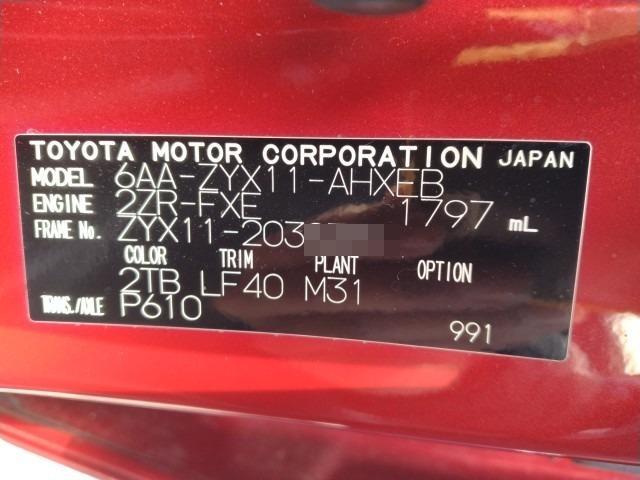 TOYOTA MOTOR CORPORATION JAPAN
MODEL 6AA-ZYX11-AHXEB
ENGINE 2ZR-FXE 1797 mL
FRAME No. ZYX11-203
COLOR TRIM PLANT OPTION
2TB LF40 M31
TRANS./AXLE P610
991